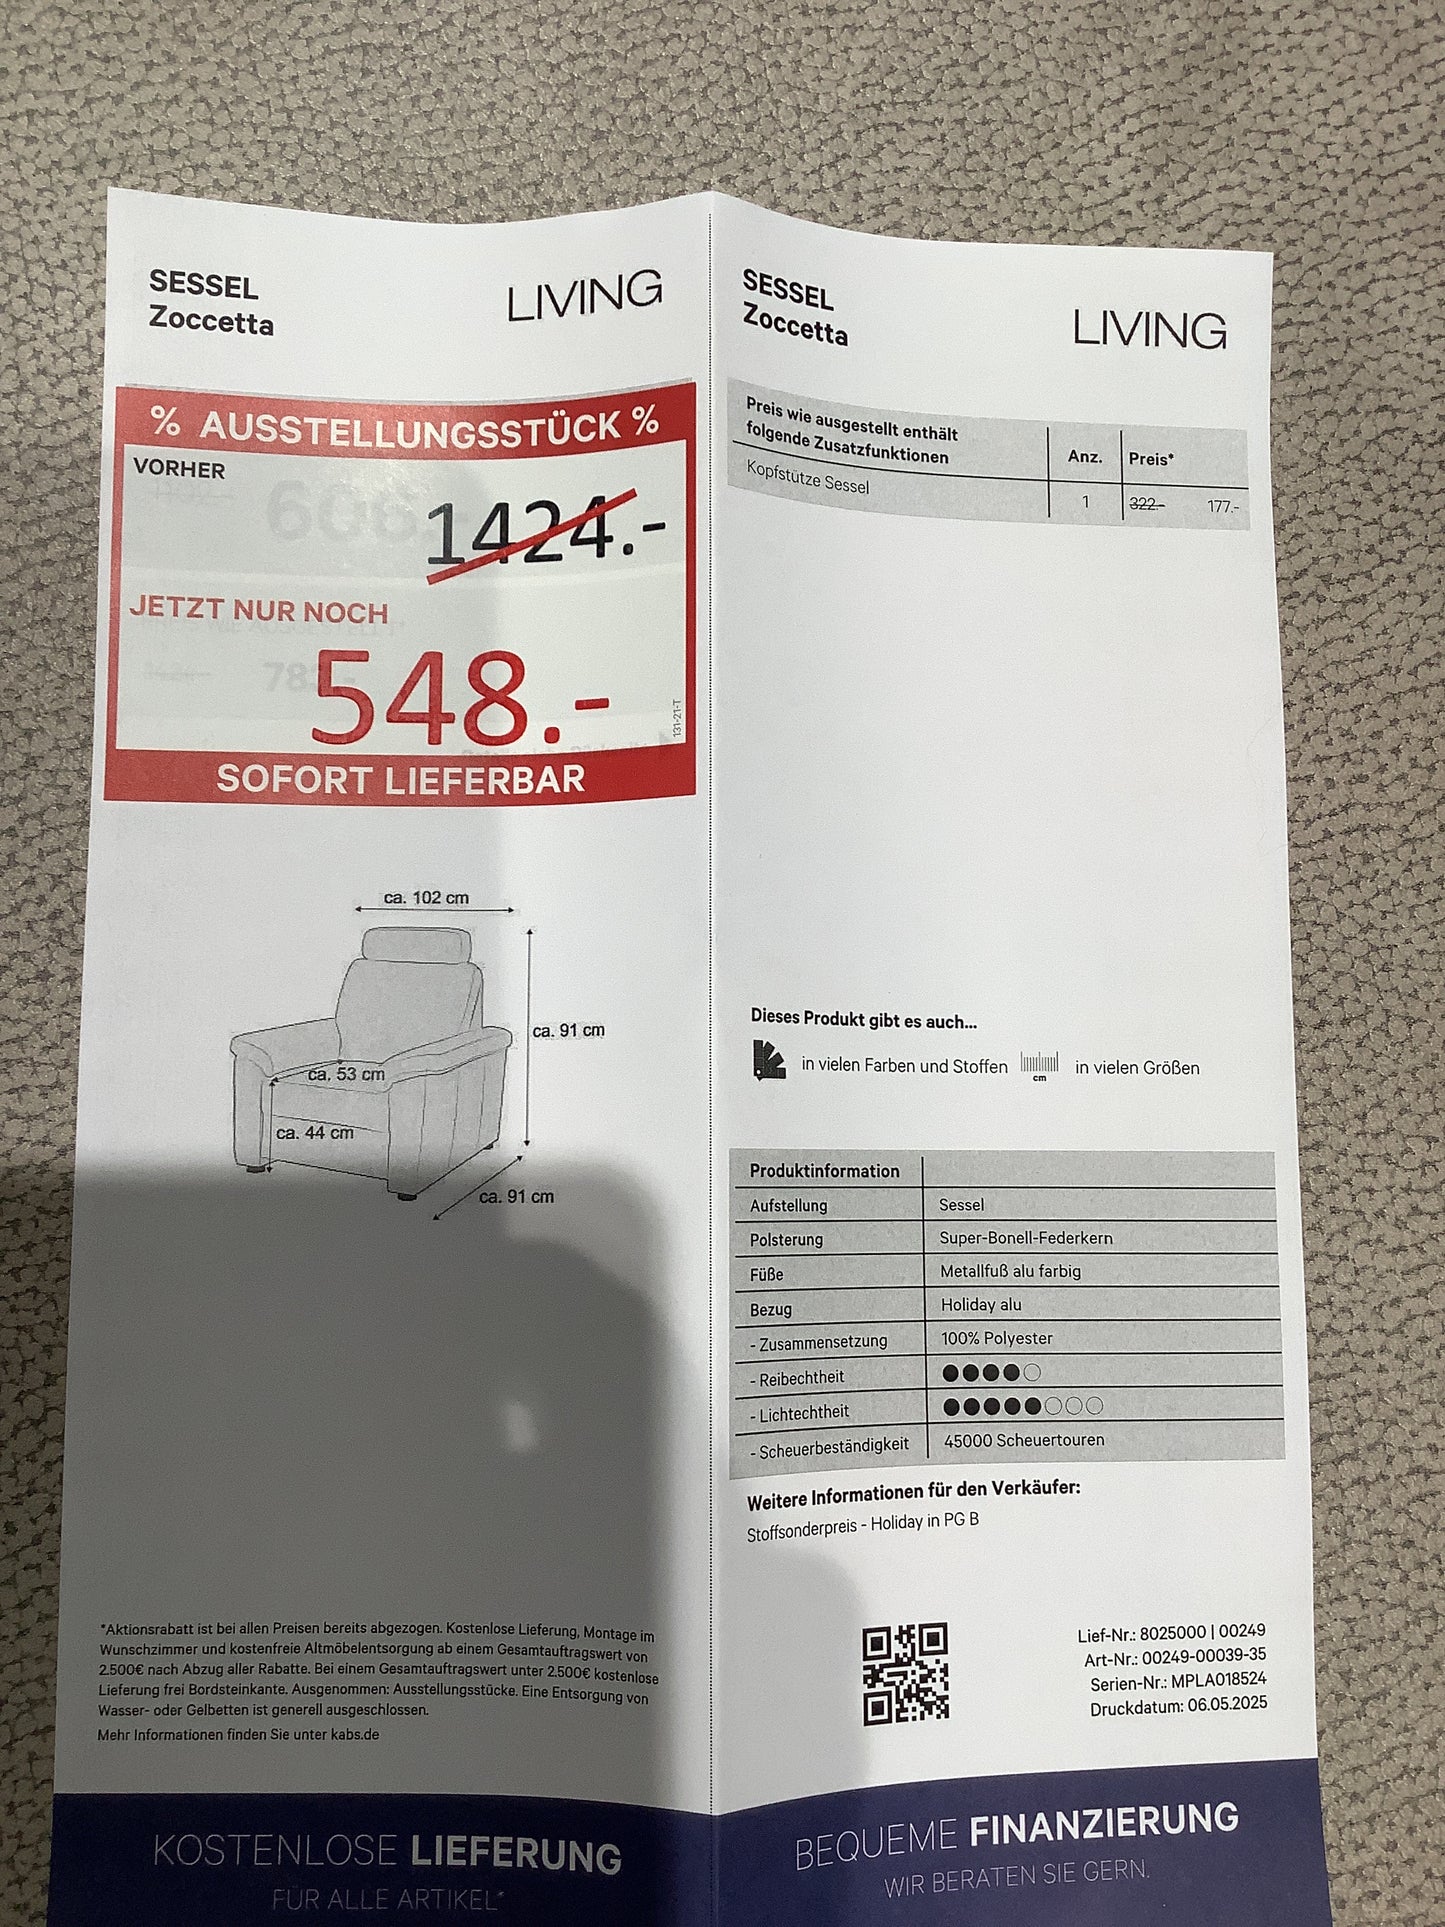 SESSEL
Zoccetta
LIVING
% AUSSTELLUNGSSTÜCK %
VORHER
1424.-
JETZT NUR NOCH
548.-
131-21-T
SOFORT LIEFERBAR
ca. 102 cm
ca. 91 cm
ca. 53 cm
ca. 44 cm
ca. 91 cm
*Aktionsrabatt ist bei allen Preisen bereits abgezogen. Kostenlose Lieferung, Montage im
Wunschzimmer und kostenfreie Altmöbelentsorgung ab einem Gesamtauftragswert von
2.500€ nach Abzug aller Rabatte. Bei einem Gesamtauftragswert unter 2.500€ kostenlose
Lieferung frei Bordsteinkante. Ausgenommen: Ausstellungsstücke. Eine Entsorgung von
Wasser- oder Gelbetten ist generell ausgeschlossen.
Mehr Informationen finden Sie unter kabs.de
KOSTENLOSE LIEFERUNG
FÜR ALLE ARTIKEL*
SESSEL
Zoccetta
LIVING
Preis wie ausgestellt enthält
folgende Zusatzfunktionen
Anz.
Preis*
Kopfstütze Sessel
1
322.-
177.-
Dieses Produkt gibt es auch...
in vielen Farben und Stoffen
cm
in vielen Größen
Produktinformation
Aufstellung Sessel
Polsterung Super-Bonell-Federkern
Füße Metallfuß alu farbig
Bezug Holiday alu
- Zusammensetzung 100% Polyester
- Reibechtheit
- Lichtechtheit
- Scheuerbeständigkeit 45000 Scheuertouren
Weitere Informationen für den Verkäufer:
Stoffsonderpreis - Holiday in PG B
Lief-Nr.: 8025000 | 00249
Art-Nr.: 00249-00039-35
Serien-Nr.: MPLA018524
Druckdatum: 06.05.2025
BEQUEME FINANZIERUNG
WIR BERATEN SIE GERN.